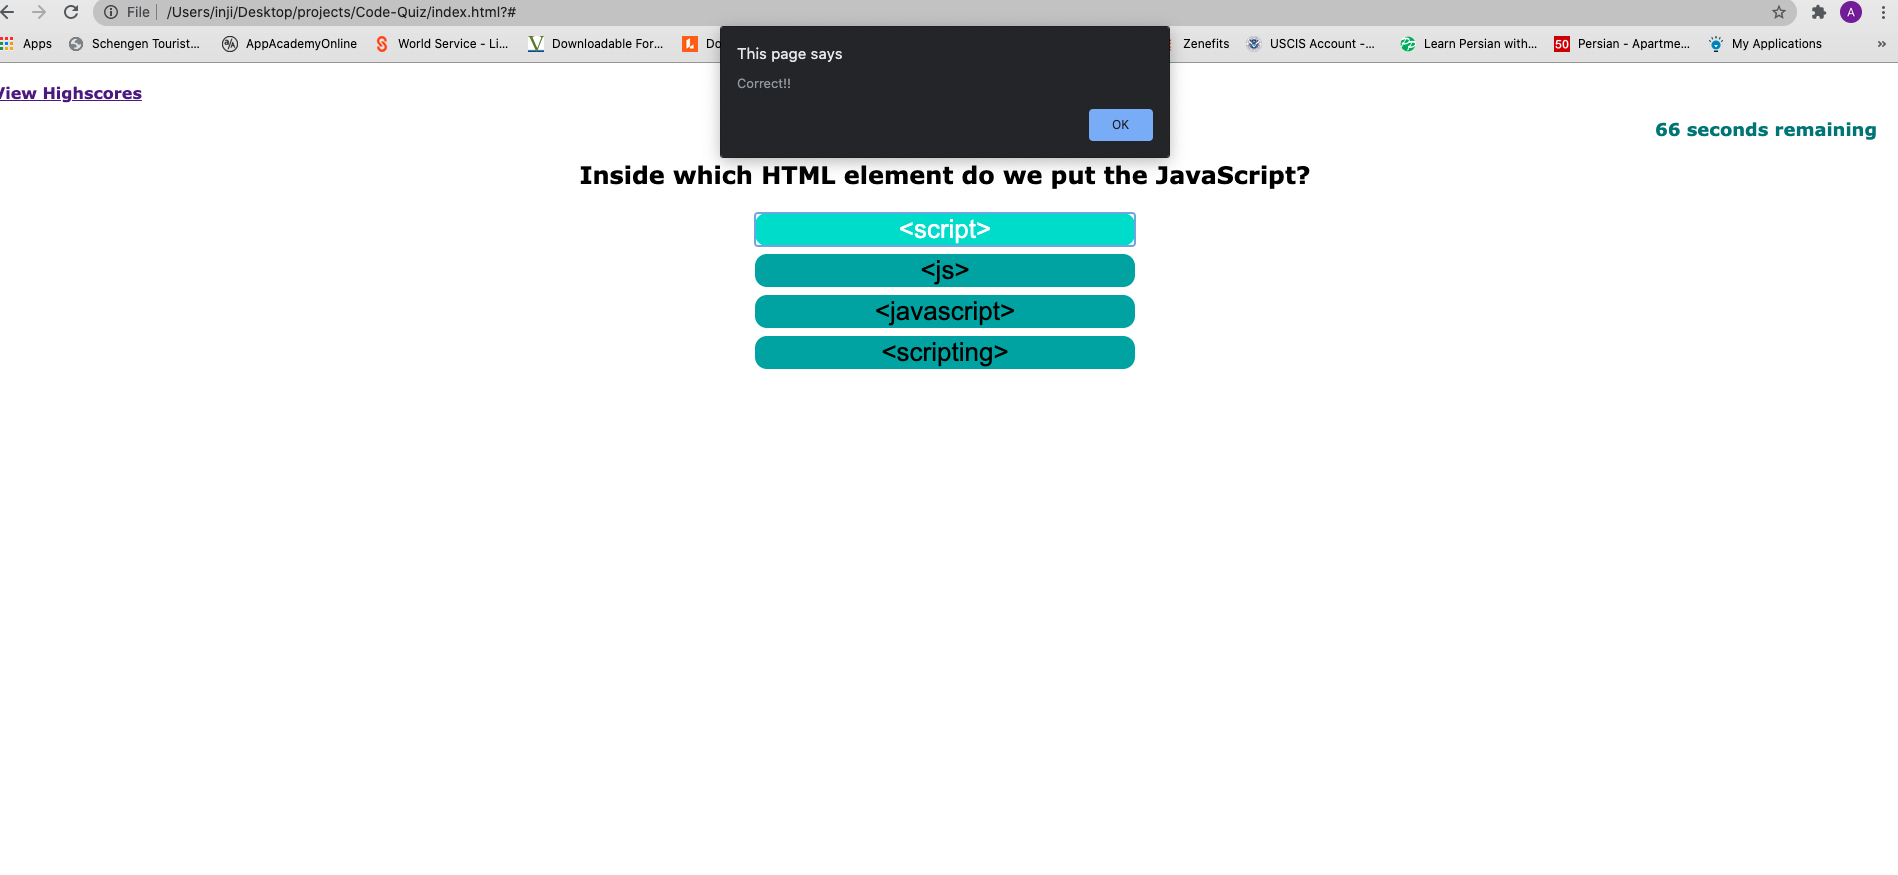 File /Users/inji/Desktop/projects/Code-Quiz/index.html?#
A
Apps Schengen Tourist... AppAcademyOnline World Service - Li... Downloadable For... Do Zenefits USCIS Account -... Learn Persian with... 50 Persian - Apartme... My Applications »
This page says
Correct!!
OK
View Highscores
66 seconds remaining
Inside which HTML element do we put the JavaScript?
<script>
<js>
<javascript>
<scripting>